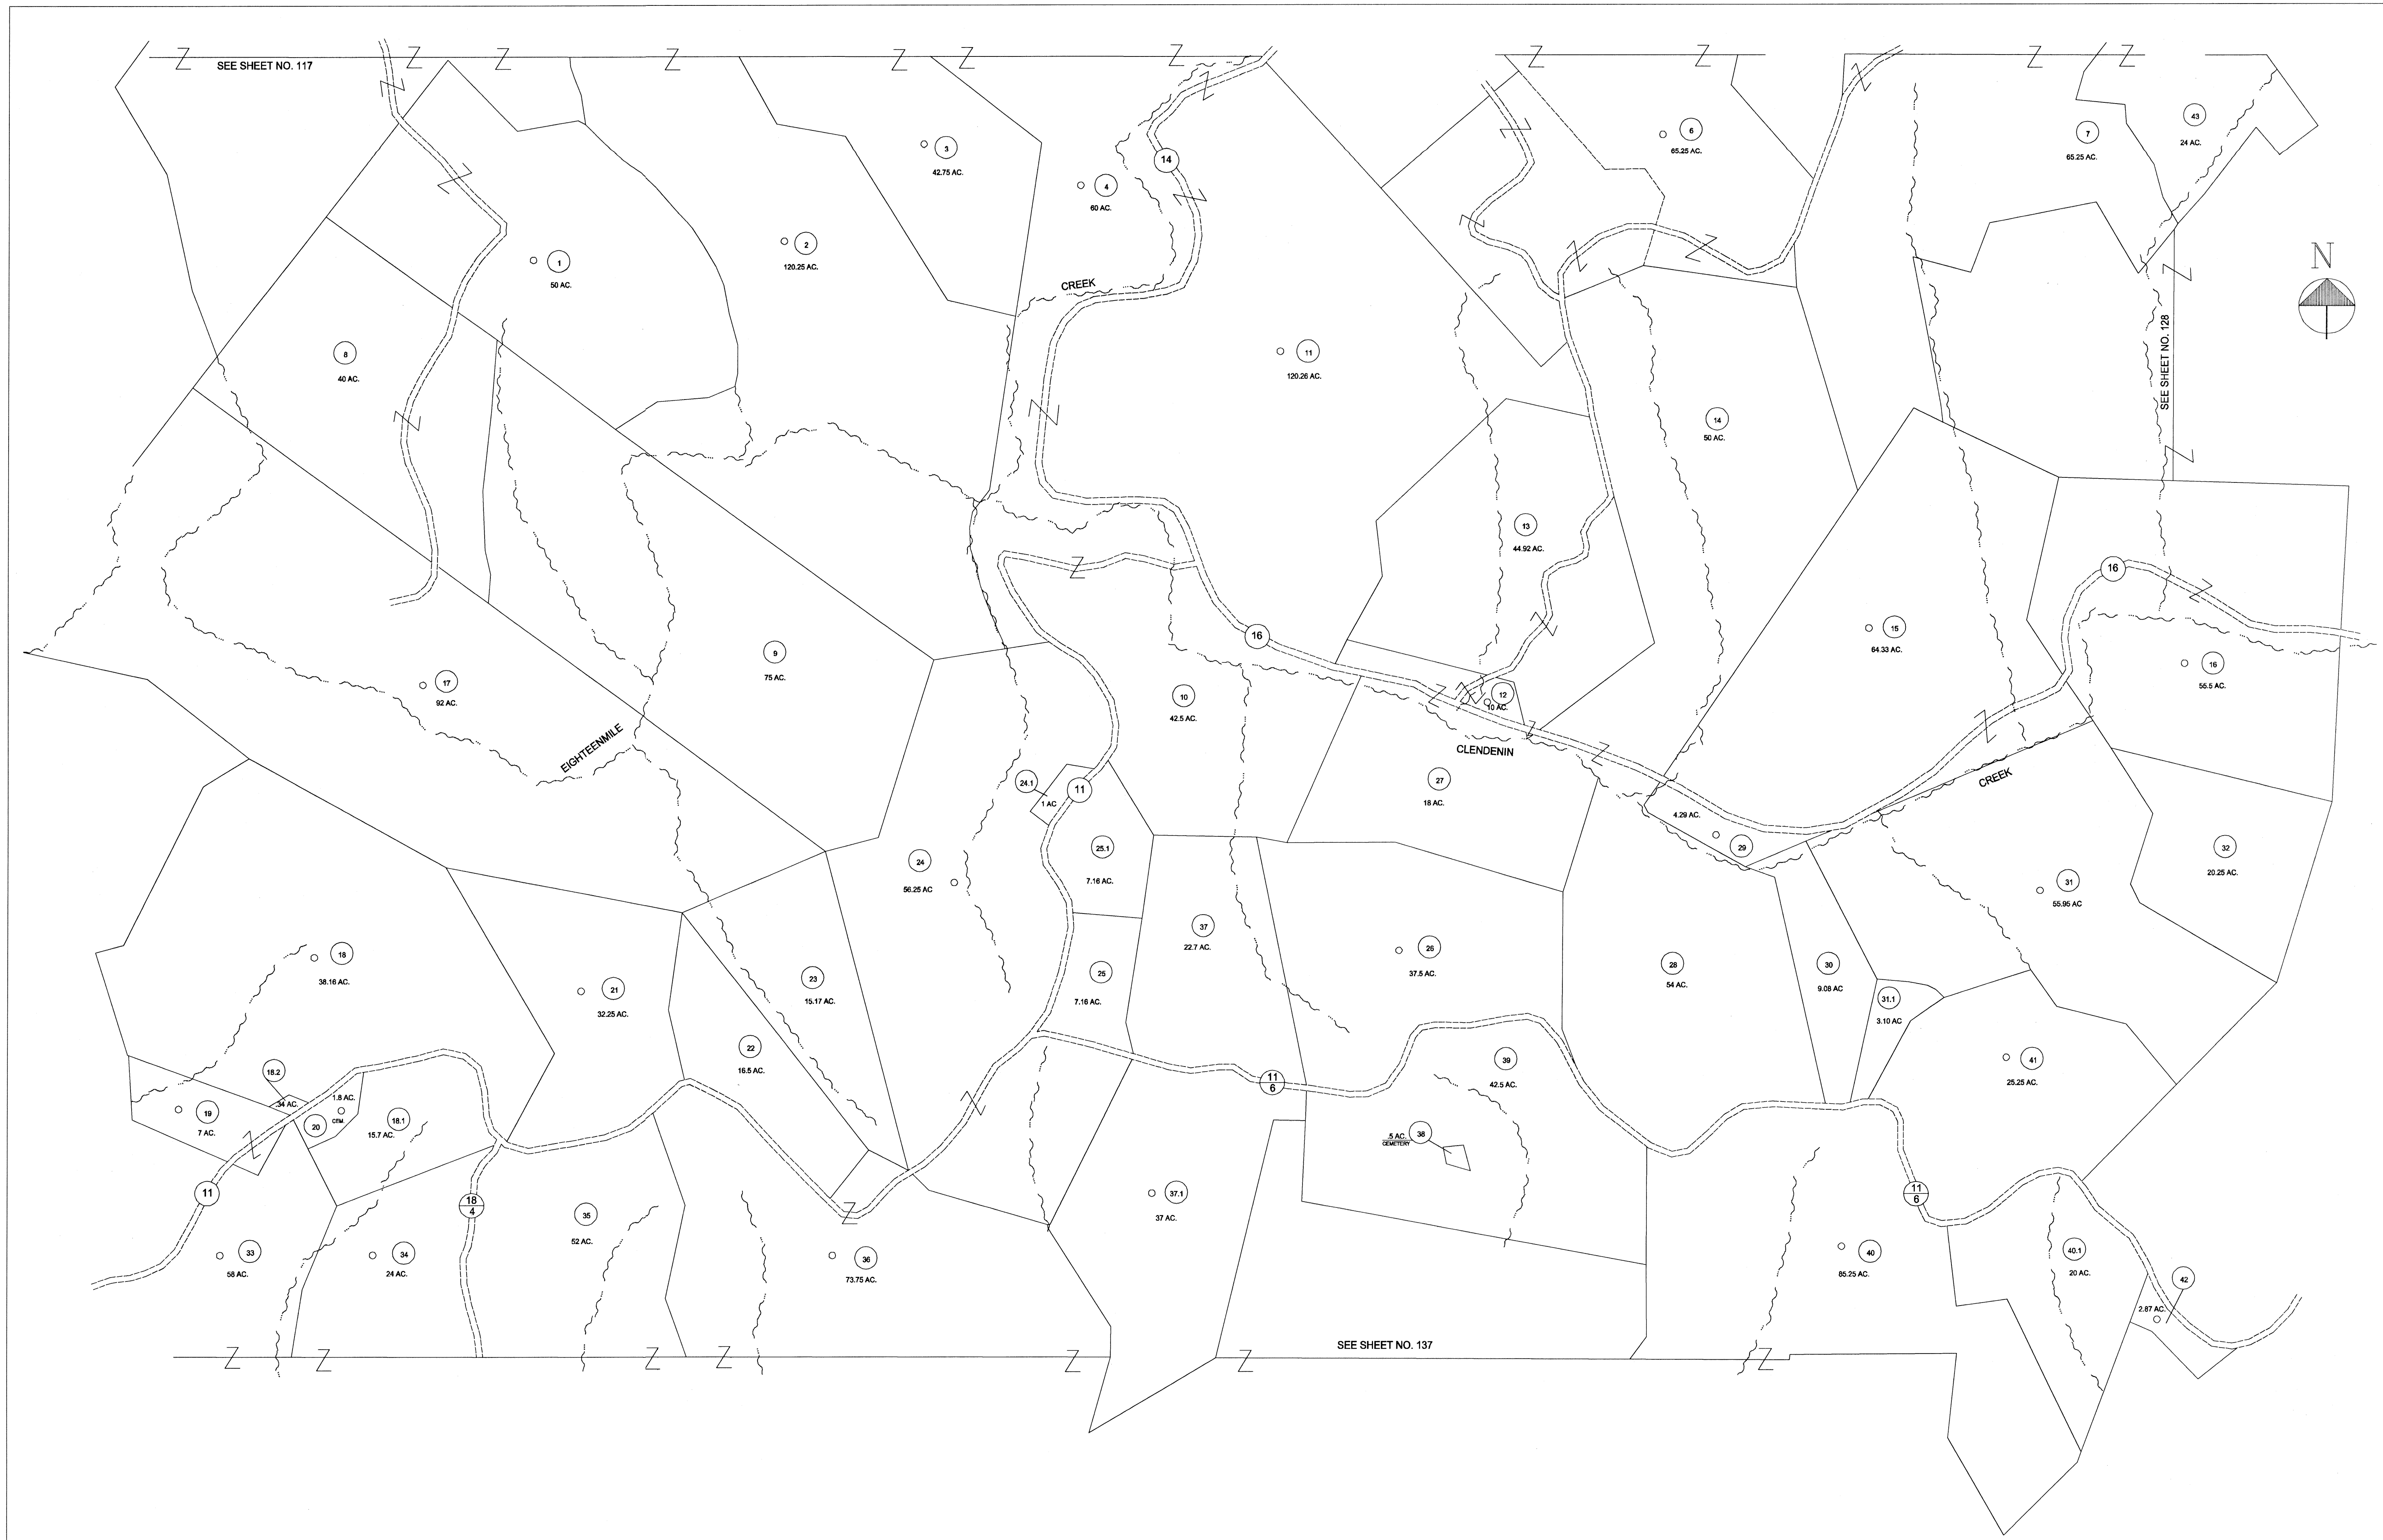 SEE SHEET NO. 117
43
24 AC.
6
65.25 AC.
7
65.25 AC.
3
42.75 AC.
14
4
60 AC.
2
120.25 AC.
N
1
50 AC.
CREEK
8
40 AC.
11
120.26 AC.
SEE SHEET NO. 128
14
50 AC.
13
44.92 AC.
16
16
15
64.33 AC.
16
55.5 AC.
9
75 AC.
17
92 AC.
10
42.5 AC.
12
10 AC.
EIGHTEENMILE
CLENDENIN
CREEK
27
18 AC.
24.1
1 AC
11
4.29 AC.
29
25.1
7.16 AC.
32
20.25 AC.
24
56.25 AC
31
55.95 AC
37
22.7 AC.
26
37.5 AC.
18
38.16 AC.
21
32.25 AC.
23
15.17 AC.
25
7.16 AC.
28
54 AC.
30
9.08 AC
31.1
3.10 AC
22
16.5 AC.
39
42.5 AC.
41
25.25 AC.
18.2
.34 AC.
1.8 AC.
CEM.
11
6
19
7 AC.
20
18.1
15.7 AC.
.5 AC.
CEMETERY
38
11
18
4
37.1
37 AC.
11
6
35
52 AC.
33
58 AC.
34
24 AC.
36
73.75 AC.
40
85.25 AC.
40.1
20 AC.
42
2.87 AC.
SEE SHEET NO. 137